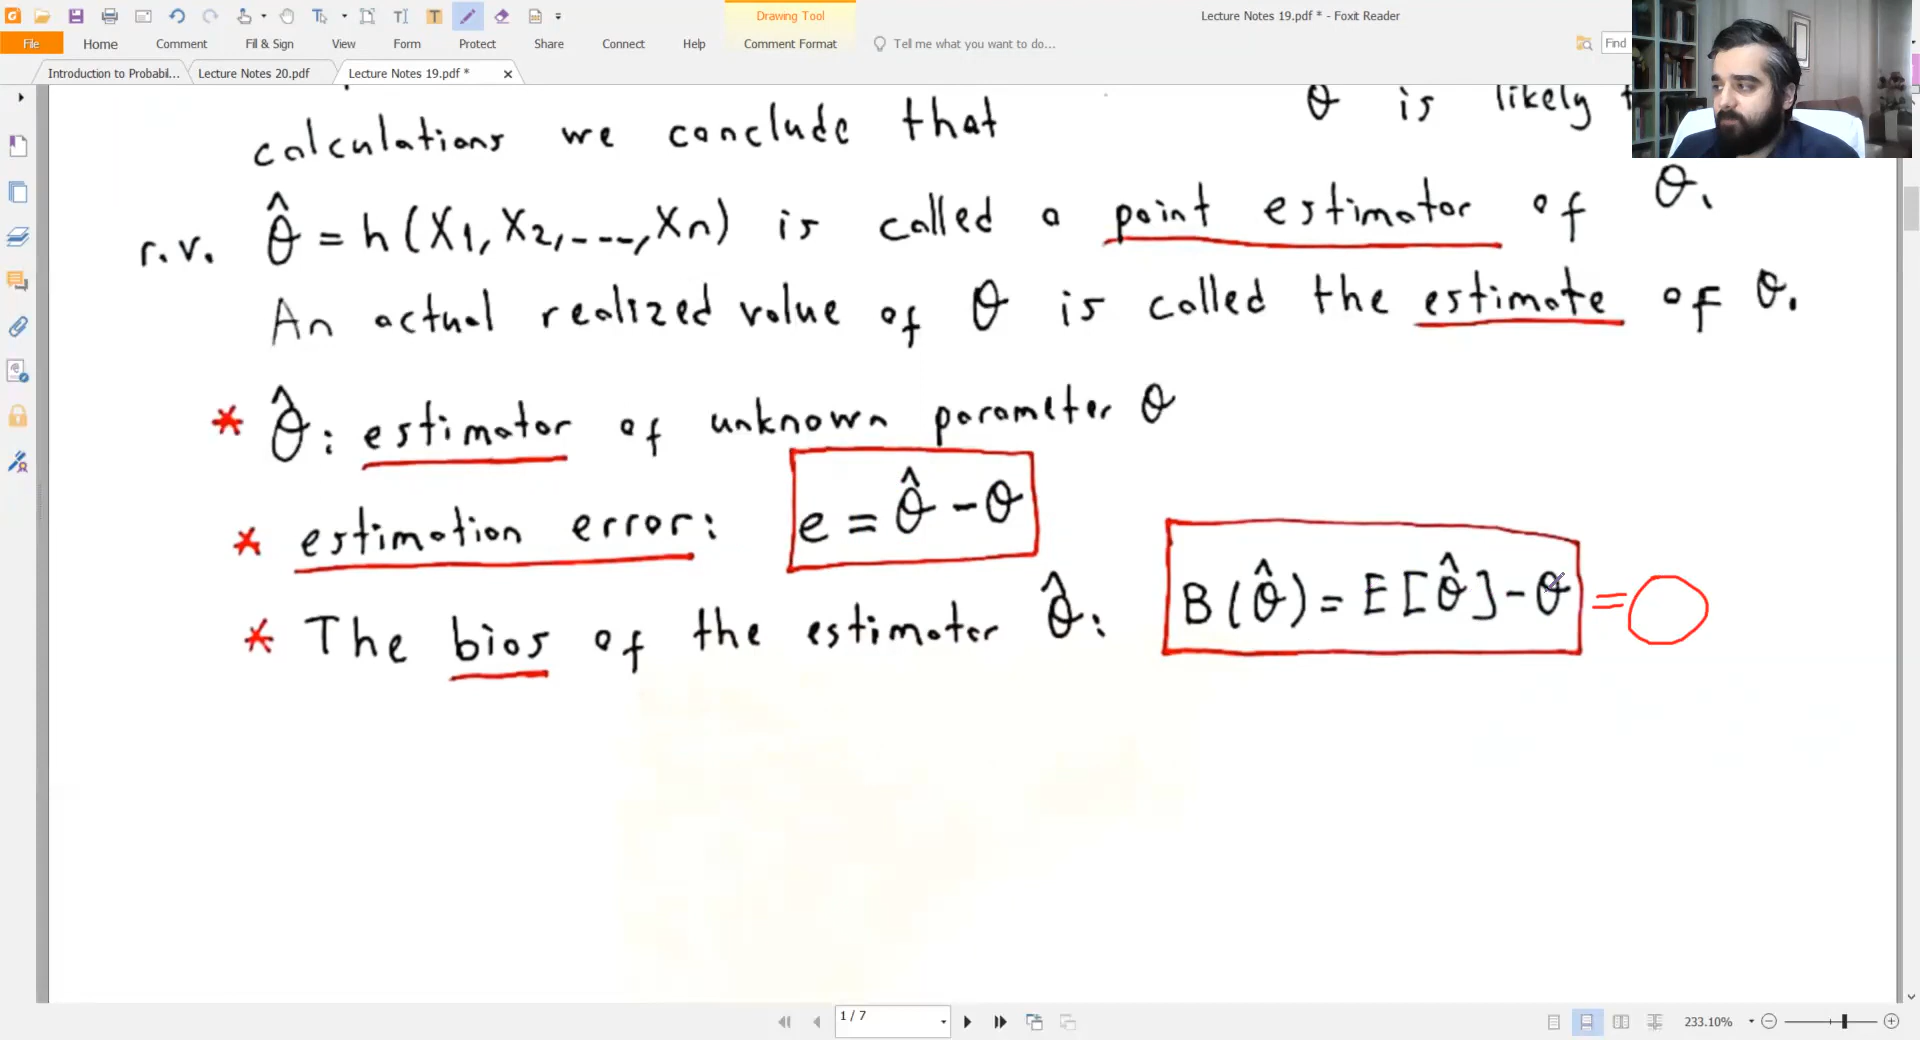 Drawing Tool
Lecture Notes 19.pdf * - Foxit Reader
File Home Comment Fill & Sign View Form Protect Share Connect Help Comment Format Tell me what you want to do... Find
Introduction to Probabil... Lecture Notes 20.pdf Lecture Notes 19.pdf *
calculations we conclude that θ is likely
r.v. θ̂ = h(X1, X2, ---, Xn) is called a point estimator of θ.
An actual realized value of θ is called the estimate of θ.
* θ̂: estimator of unknown parameter θ
* estimation error: e = θ̂ - θ
* The bias of the estimator θ̂: B(θ̂) = E[θ̂] - θ = 0
1 / 7
233.10%